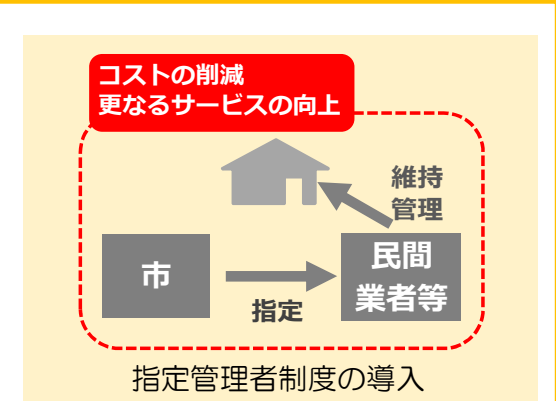 コストの削減
更なるサービスの向上
維持
管理
市
指定
民間
業者等
指定管理者制度の導入